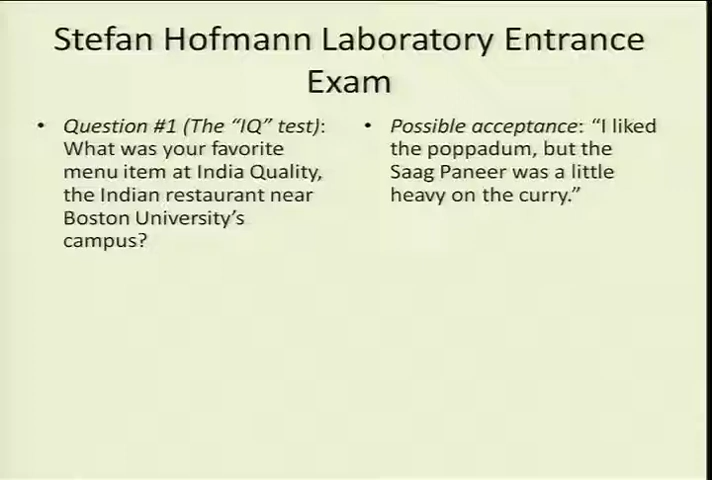 Stefan Hofmann Laboratory Entrance
Exam
• Question #1 (The “IQ” test):
What was your favorite
menu item at India Quality,
the Indian restaurant near
Boston University’s
campus?
• Possible acceptance: “I liked
the poppadum, but the
Saag Paneer was a little
heavy on the curry.”